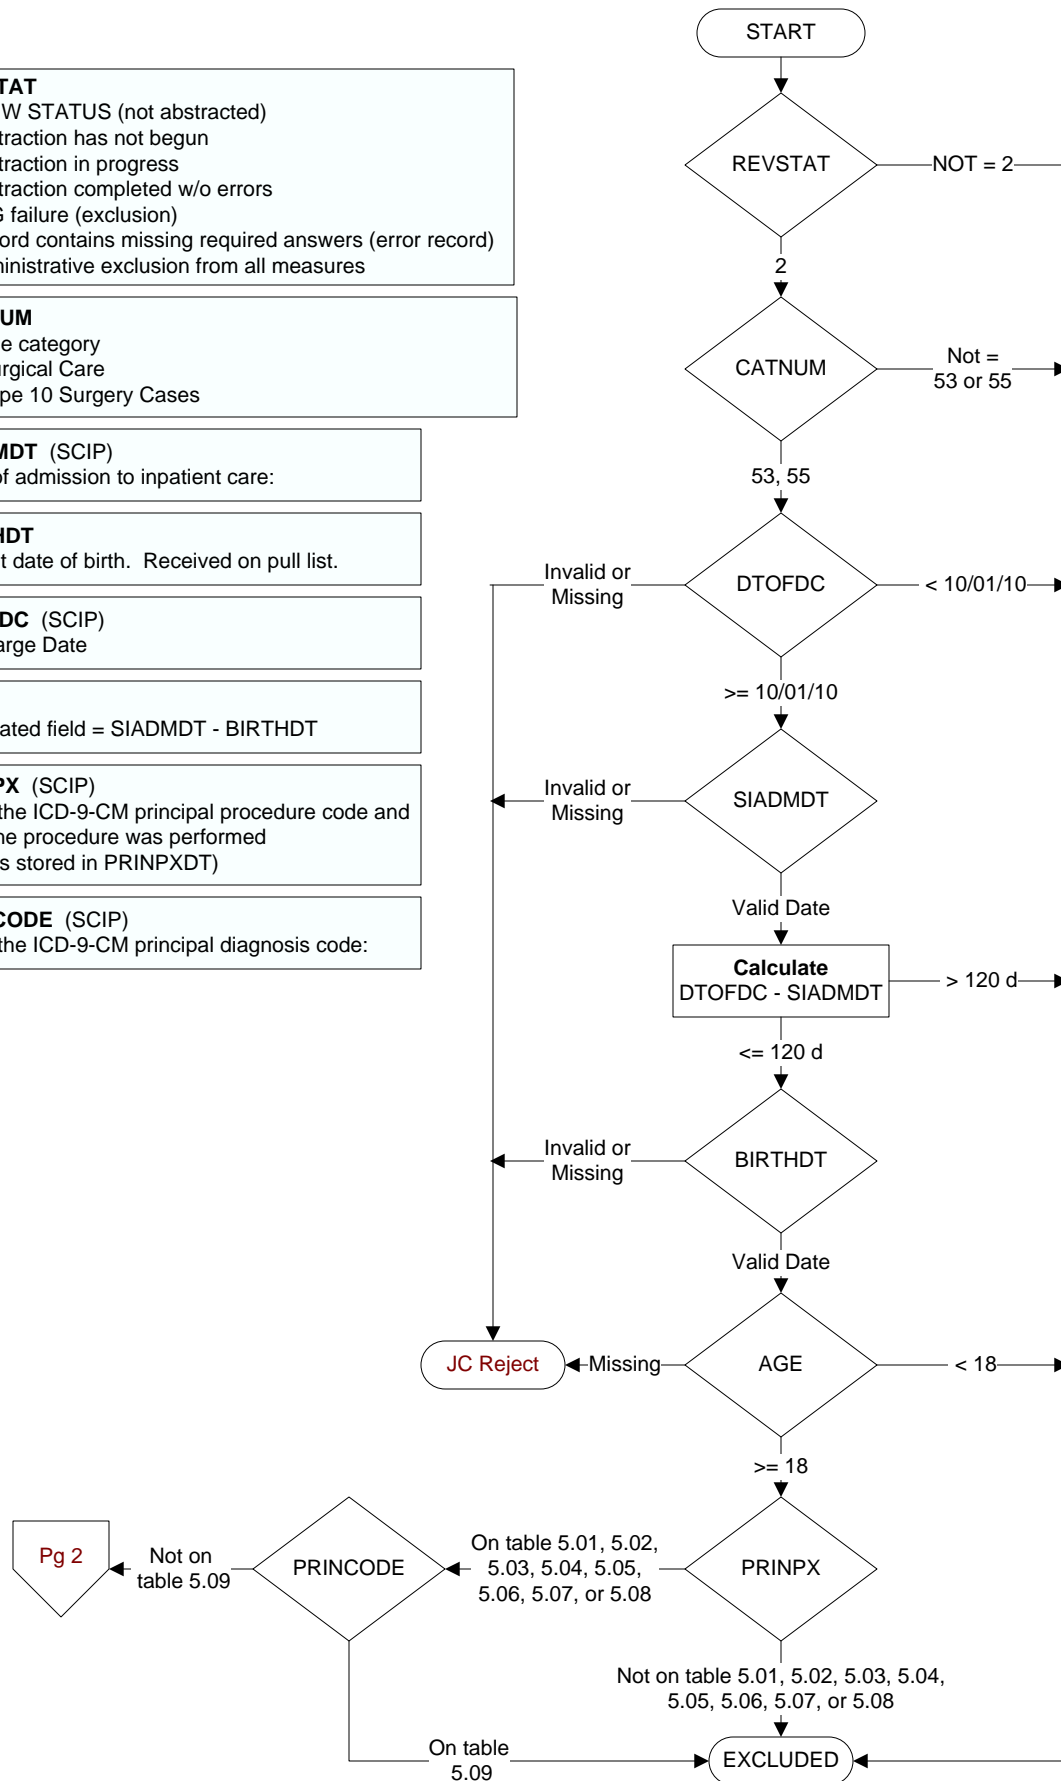 START
TAT
W STATUS (not abstracted)
traction has not begun
traction in progress
traction completed w/o errors
G failure (exclusion)
ord contains missing required answers (error record)
ministrative exclusion from all measures
REVSTAT
NOT = 2
2
UM
e category
urgical Care
pe 10 Surgery Cases
CATNUM
Not =
53 or 55
53, 55
MDT (SCIP)
of admission to inpatient care:
HDT
t date of birth. Received on pull list.
Invalid or
Missing
DTOFDC
< 10/01/10
>= 10/01/10
DC (SCIP)
arge Date
ated field = SIADMDT - BIRTHDT
PX (SCIP)
the ICD-9-CM principal procedure code and
he procedure was performed
s stored in PRINPXDT)
Invalid or
Missing
SIADMDT
Valid Date
CODE (SCIP)
the ICD-9-CM principal diagnosis code:
Calculate
DTOFDC - SIADMDT
> 120 d
<= 120 d
Invalid or
Missing
BIRTHDT
Valid Date
JC Reject
Missing
AGE
< 18
>= 18
Pg 2
Not on
table 5.09
PRINCODE
On table 5.01, 5.02,
5.03, 5.04, 5.05,
5.06, 5.07, or 5.08
PRINPX
Not on table 5.01, 5.02, 5.03, 5.04,
5.05, 5.06, 5.07, or 5.08
On table
5.09
EXCLUDED